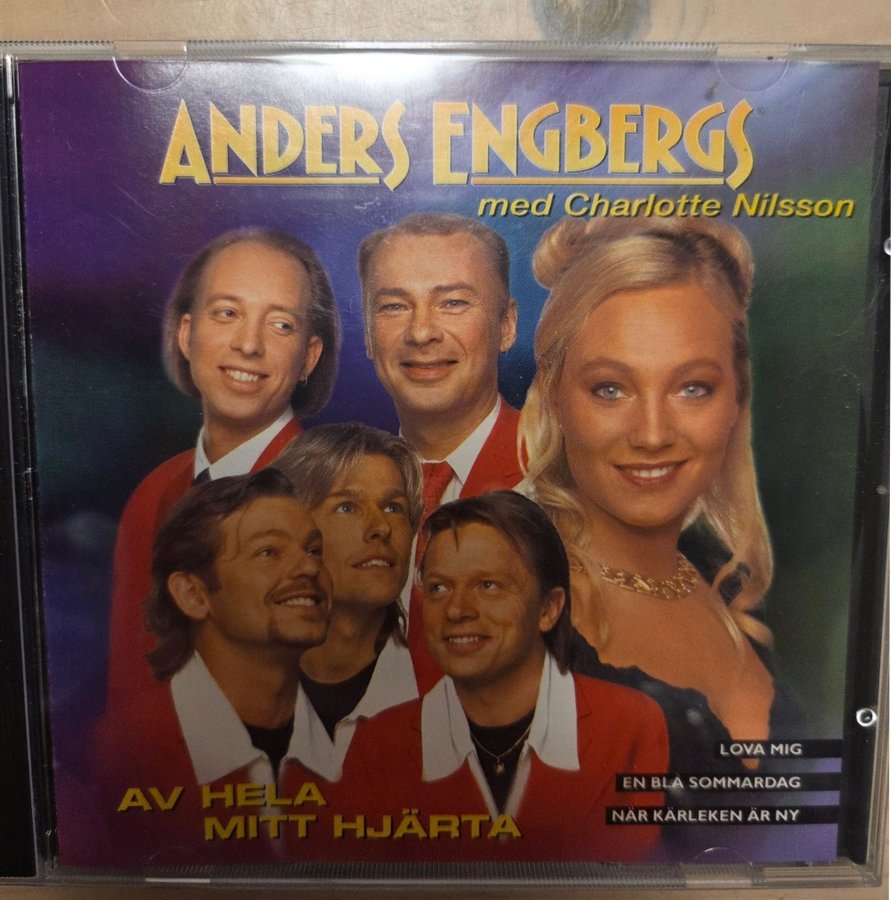 ANDERS ENGBERGS
med Charlotte Nilsson
LOVA MIG
EN BLÅ SOMMARDAG
NÄR KÄRLEKEN ÄR NY
AV HELA
MITT HJÄRTA